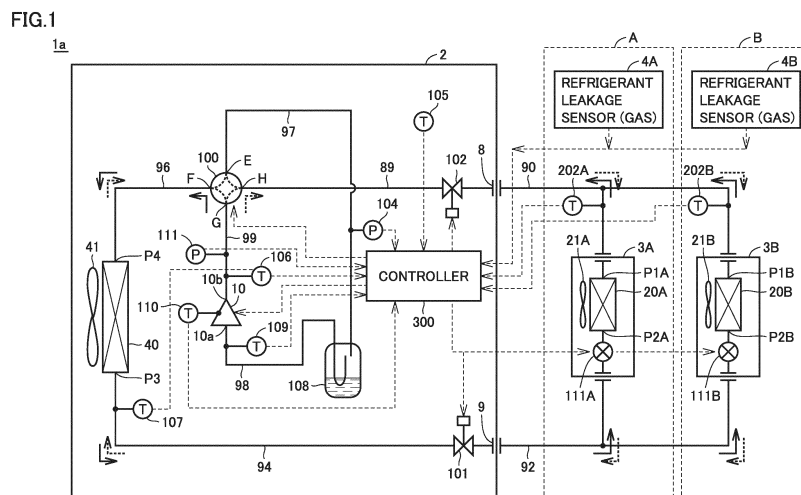 FIG.1
1a
2
A
B
4A
4B
REFRIGERANT
LEAKAGE
SENSOR (GAS)
REFRIGERANT
LEAKAGE
SENSOR (GAS)
105
T
97
96
100
E
F
H
G
89
102
8
90
202A
202B
T
T
104
P
99
111
P
106
T
41
P4
110
T
10b
10
10a
109
T
CONTROLLER
300
21A
3A
P1A
20A
P2A
111A
21B
3B
P1B
20B
P2B
111B
40
P3
98
108
T
107
94
101
9
92